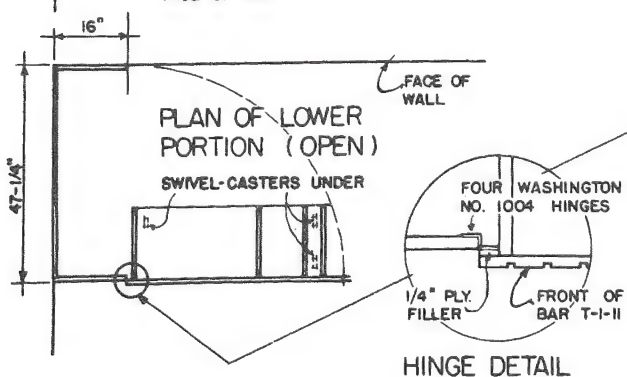 16"
FACE OF
WALL
PLAN OF LOWER
PORTION (OPEN)
SWIVEL-CASTERS UNDER
47-1/4"
FOUR WASHINGTON
NO. 1004 HINGES
1/4" PLY.
FILLER
FRONT OF
BAR T-1-11
HINGE DETAIL